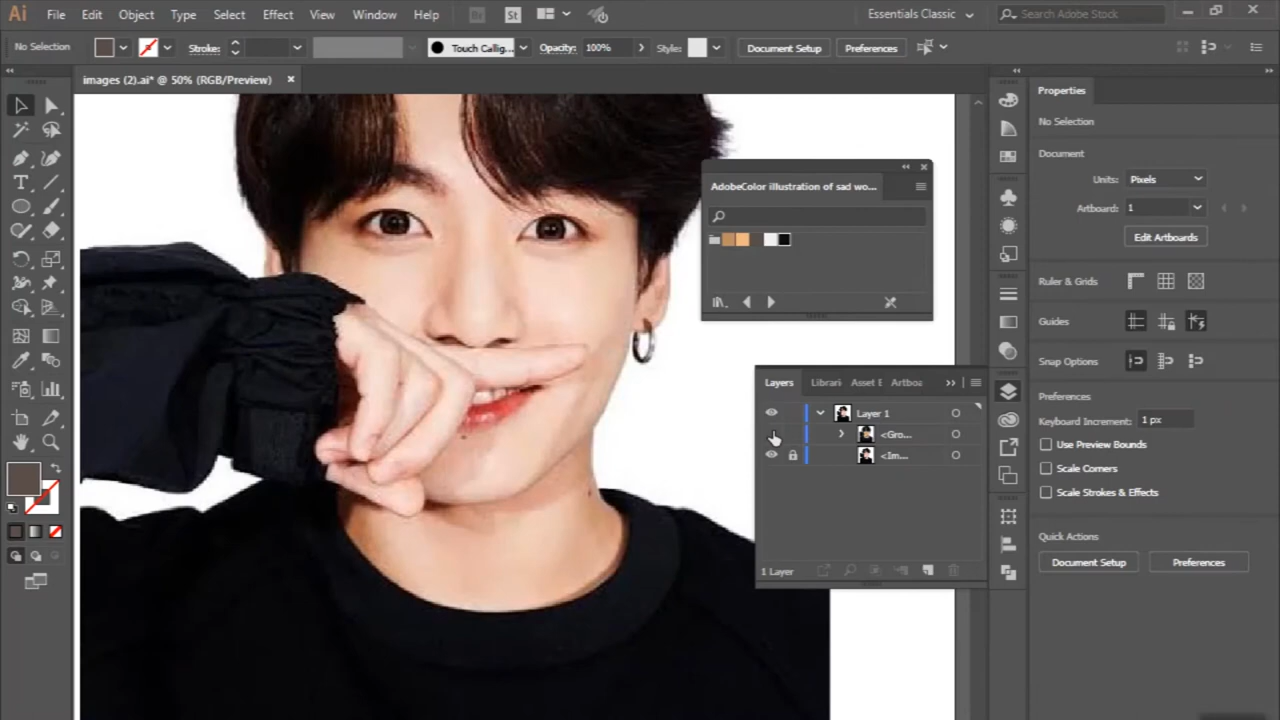 Ai File Edit Object Type Select Effect View Window Help Br St Essentials Classic Search Adobe Stock
No Selection Stroke: Touch Callig... Opacity: 100% Style: Document Setup Preferences
images (2).ai* @ 50% (RGB/Preview)
AdobeColor illustration of sad wo...
Layers Librari Asset E Artboa
Layer 1
<Gro...
<Im...
1 Layer
Properties
No Selection
Document
Units: Pixels
Artboard: 1
Edit Artboards
Ruler & Grids
Guides
Snap Options
Preferences
Keyboard Increment: 1 px
Use Preview Bounds
Scale Corners
Scale Strokes & Effects
Quick Actions
Document Setup Preferences